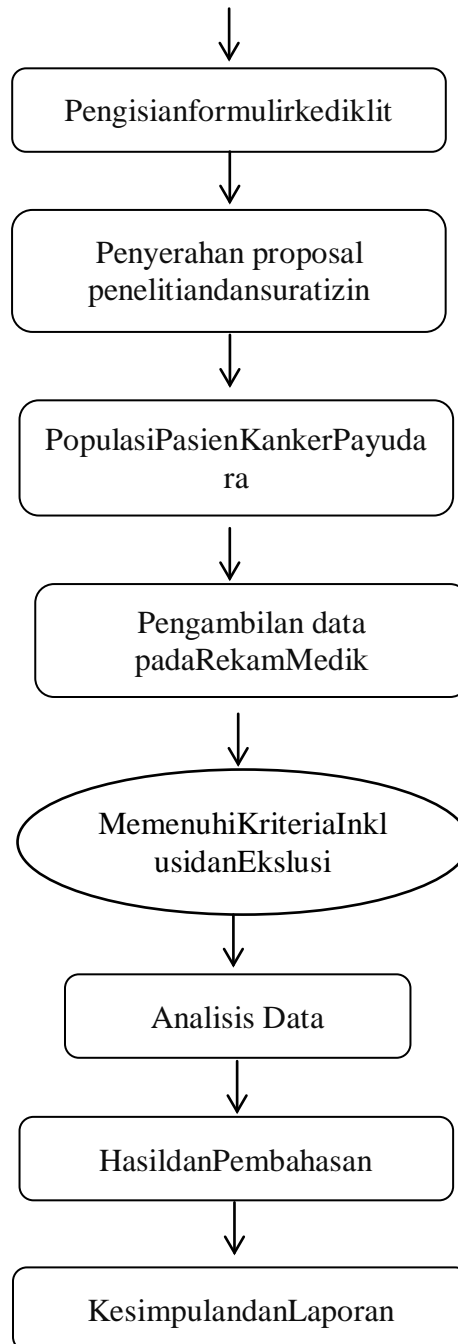 Pengisianformulirkediklit
Penyerahan proposal
penelitiandansuratizin
PopulasiPasienKankerPayuda
ra
Pengambilan data
padaRekamMedik
MemenuhiKriteriaInkl
usidanEkslusi
Analisis Data
HasildanPembahasan
KesimpulandanLaporan